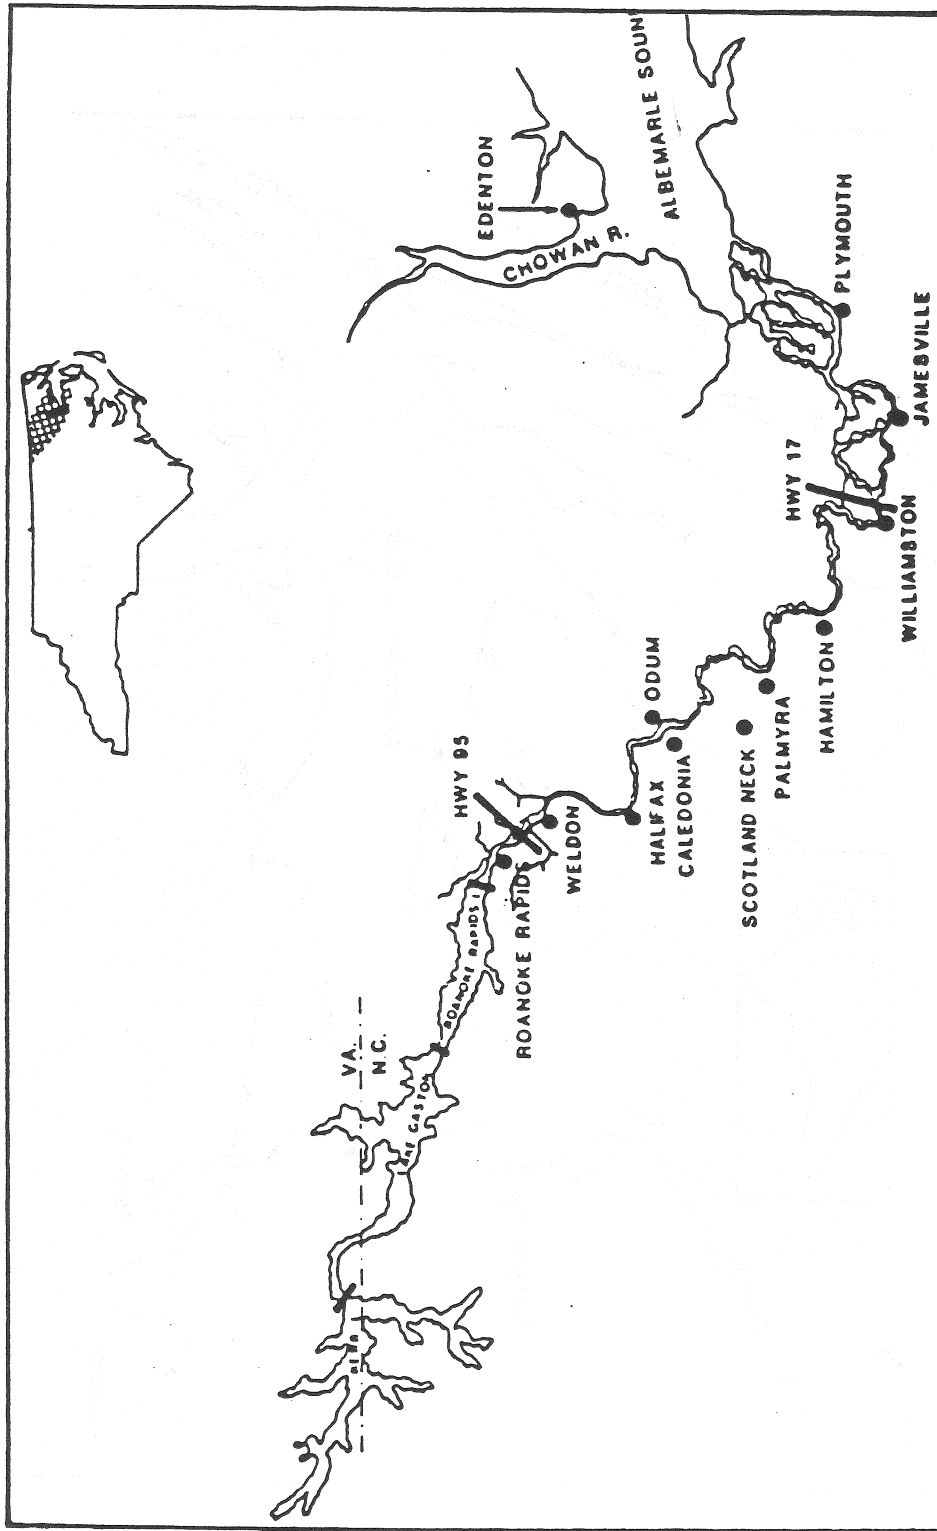 ALBEMARLE SOUN
EDENTON
CHOWAN R.
PLYMOUTH
JAMESVILLE
HWY 17
WILLIAMSTON
HAMILTON
PALMYRA
SCOTLAND NECK
ODUM
CALEDONIA
HALIFAX
HWY 95
WELDON
ROANOKE RAPIDS
ROANOKE RAPIDS L
VA.
N.C.
GASTON